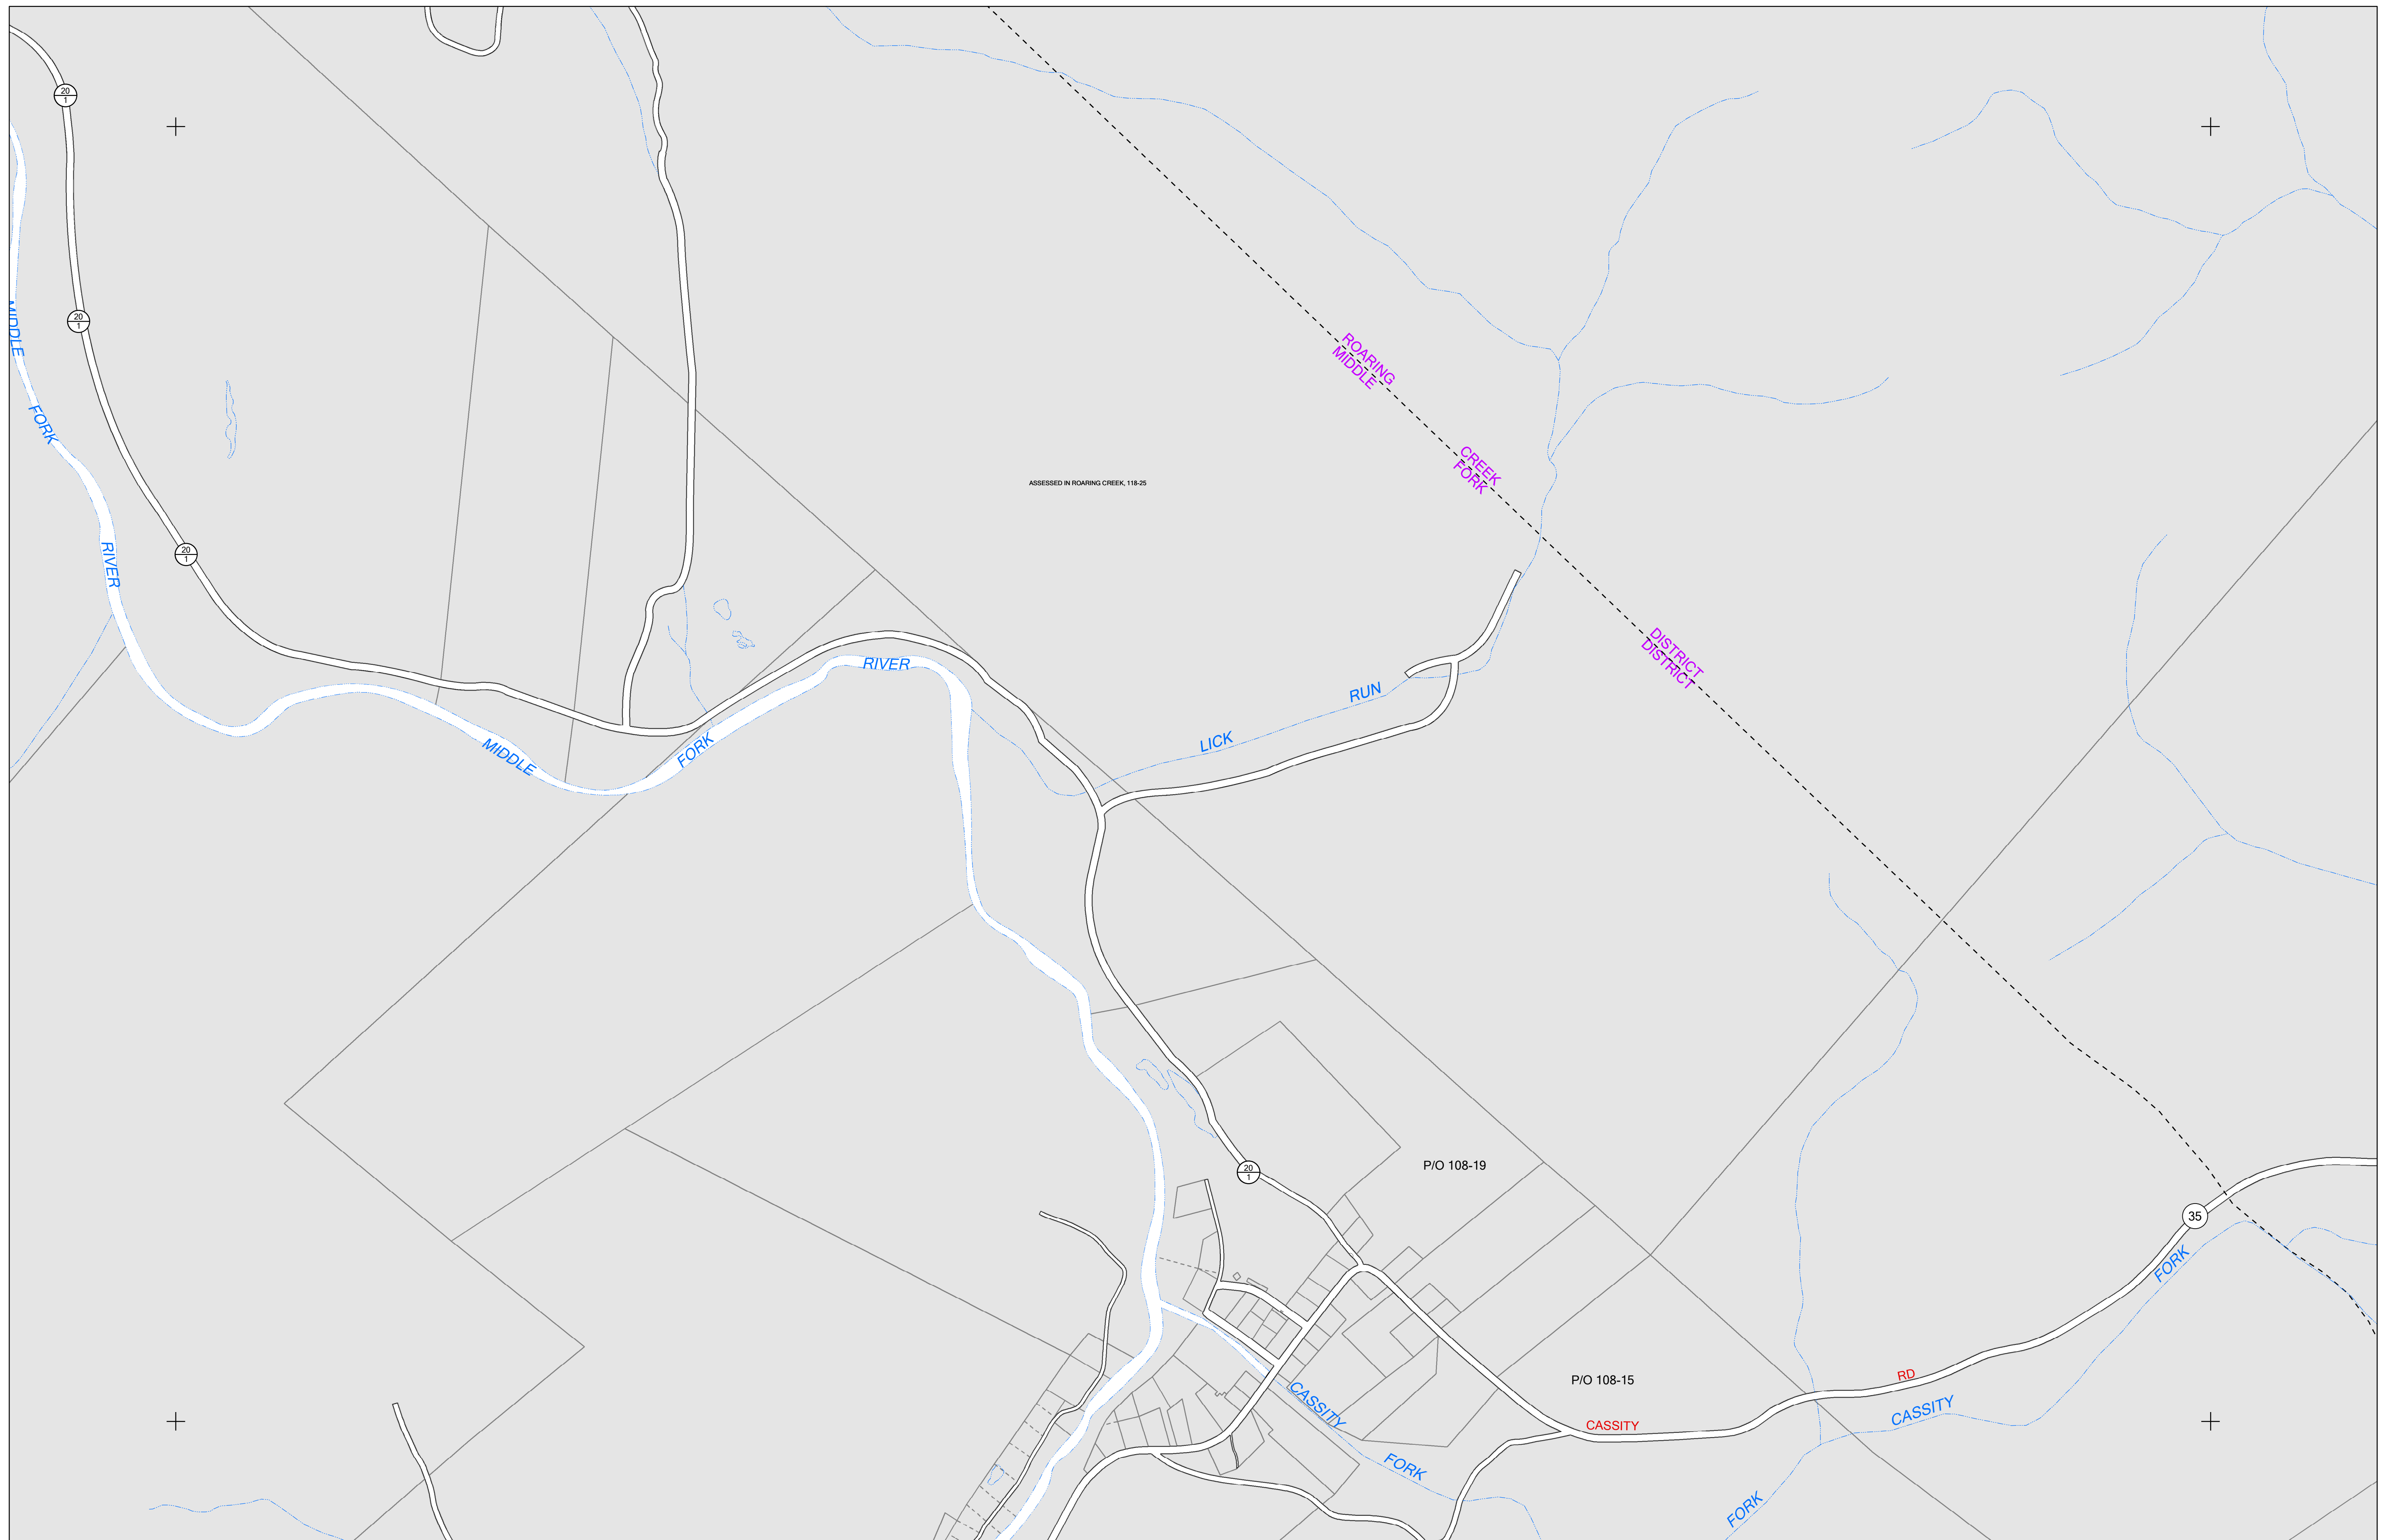 20
1
20
1
MIDDLE
FORK
RIVER
20
1
ROARING
MIDDLE
CREEK
FORK
DISTRICT
DISTRICT
ASSESSED IN ROARING CREEK, 118-25
MIDDLE
FORK
RIVER
LICK
RUN
20
1
P/O 108-19
35
FORK
P/O 108-15
RD
CASSITY
CASSITY
CASSITY
FORK
FORK